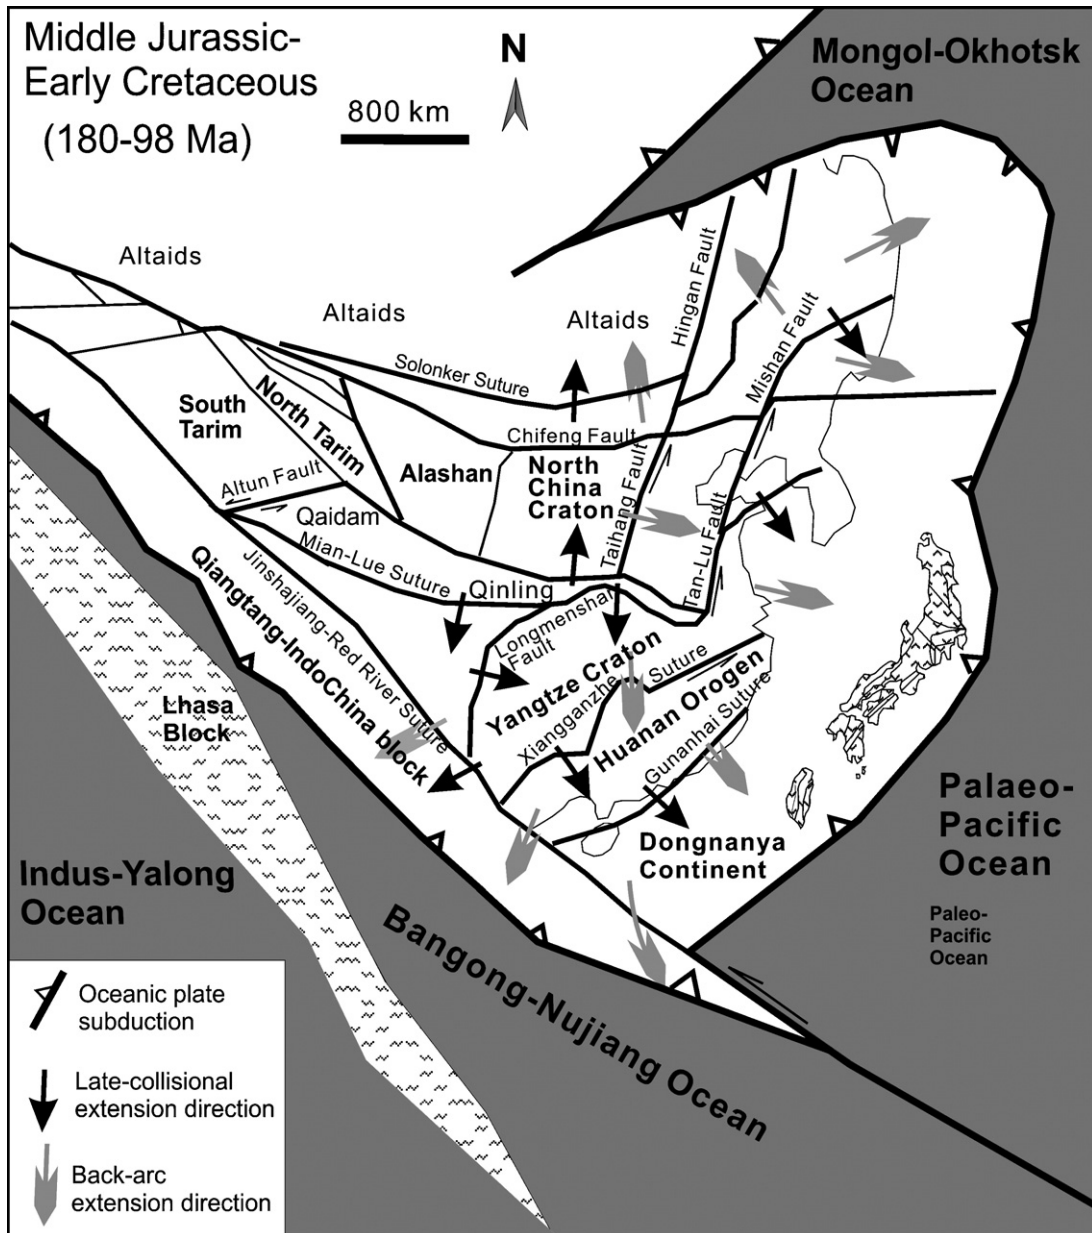 Middle Jurassic-
Early Cretaceous
(180-98 Ma)
N
800 km
Mongol-Okhotsk
Ocean
Altaids
Altaids
Altaids
Hingan Fault
Mishan Fault
Solonker Suture
South
Tarim
North Tarim
Alashan
Chifeng Fault
North
China
Craton
Taihang Fault
Altun Fault
Qaidam
Tan-Lu Fault
Mian-Lue Suture
Qinling
Jinshajiang-Red River Suture
Qiangtang-IndoChina block
Longmenshan
Fault
Yangtze Craton
Xiangganzhe Suture
Huanan Orogen
Gunanhai Suture
Lhasa
Block
Dongnanya
Continent
Palaeo-
Pacific
Ocean
Paleo-
Pacific
Ocean
Indus-Yalong
Ocean
Bangong-Nujiang Ocean
Oceanic plate
subduction
Late-collisional
extension direction
Back-arc
extension direction